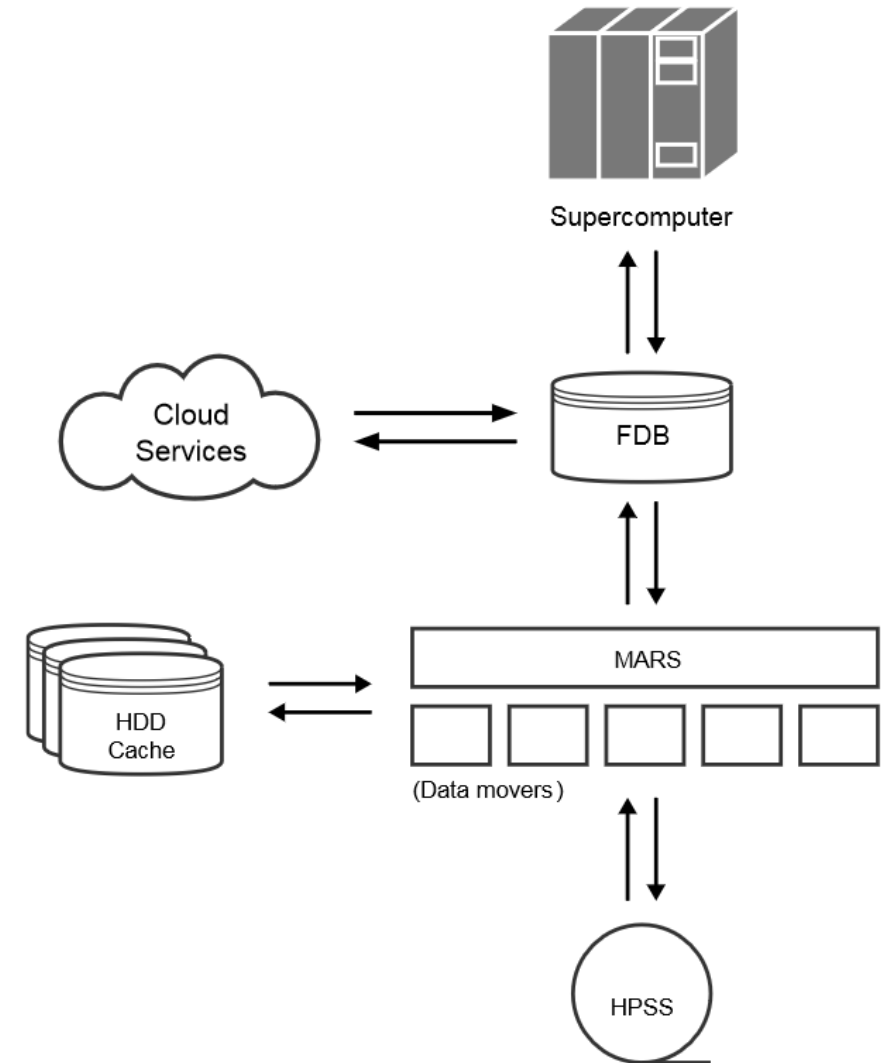 Supercomputer
Cloud
Services
FDB
MARS
HDD
Cache
(Data movers)
HPSS